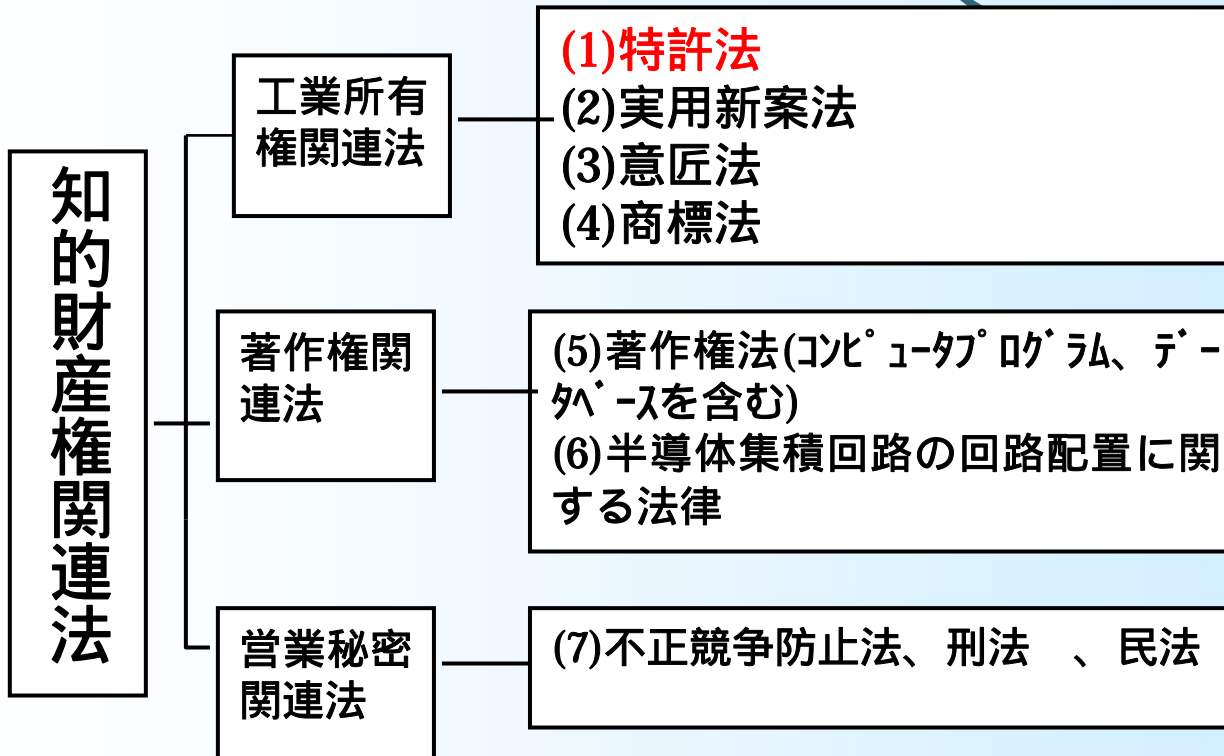 知的財産権関連法
工業所有
権関連法
(1)特許法
(2)実用新案法
(3)意匠法
(4)商標法
著作権関
連法
(5)著作権法(ｺﾝﾋﾟｭｰﾀﾌﾟﾛｸﾞﾗﾑ、ﾃﾞｰ
ﾀﾍﾞｰｽを含む)
(6)半導体集積回路の回路配置に関
する法律
営業秘密
関連法
(7)不正競争防止法、刑法　、民法